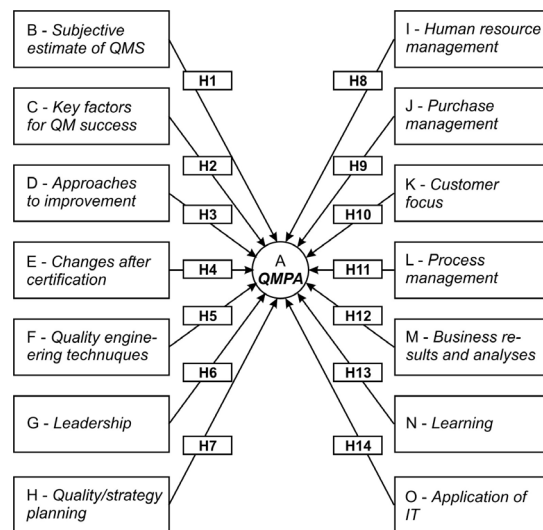 B - Subjective
estimate of QMS
C - Key factors
for QM success
D - Approaches
to improvement
E - Changes after
certification
F - Quality engine-
ering technuques
G - Leadership
H - Quality/strategy
planning
H1
H2
H3
H4
H5
H6
H7
A
QMPA
H8
H9
H10
H11
H12
H13
H14
I - Human resource
management
J - Purchase
management
K - Customer
focus
L - Process
management
M - Business re-
sults and analyses
N - Learning
O - Application of
IT